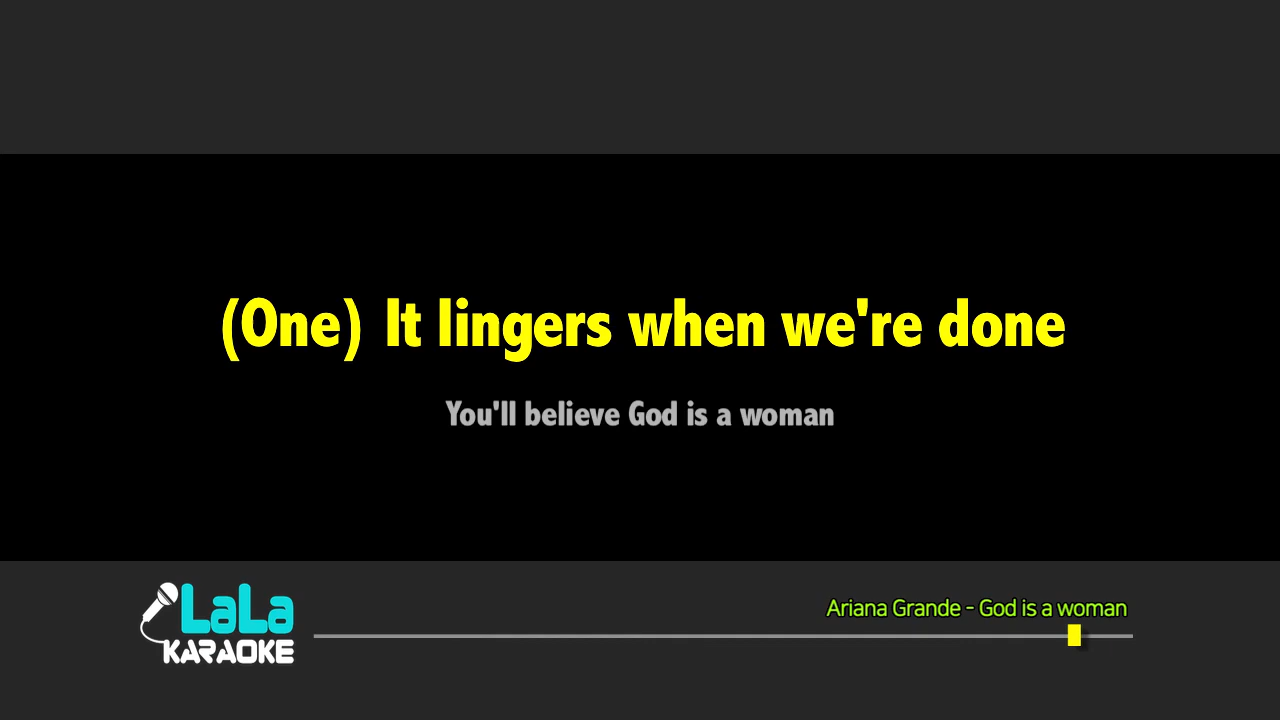 (One) It lingers when we're done
You'll believe God is a woman
LaLa
KARAOKE
Ariana Grande - God is a woman